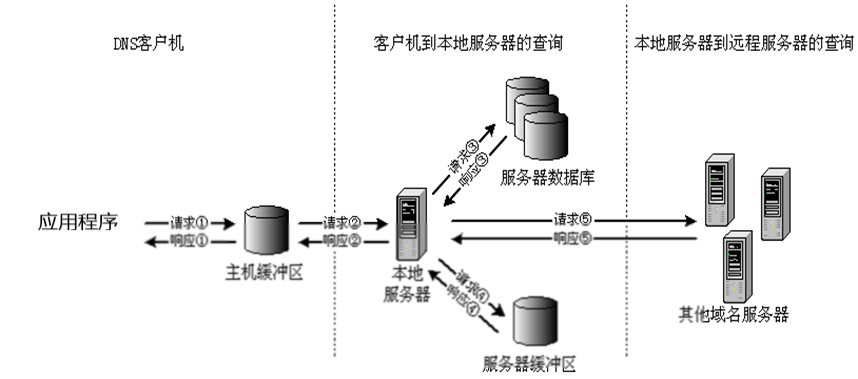 DNS客户机
客户机到本地服务器的查询
本地服务器到远程服务器的查询
请求③
响应③
服务器数据库
应用程序
请求①
响应①
主机缓冲区
请求②
响应②
本地
服务器
请求⑤
响应⑤
其他域名服务器
请求④
响应④
服务器缓冲区